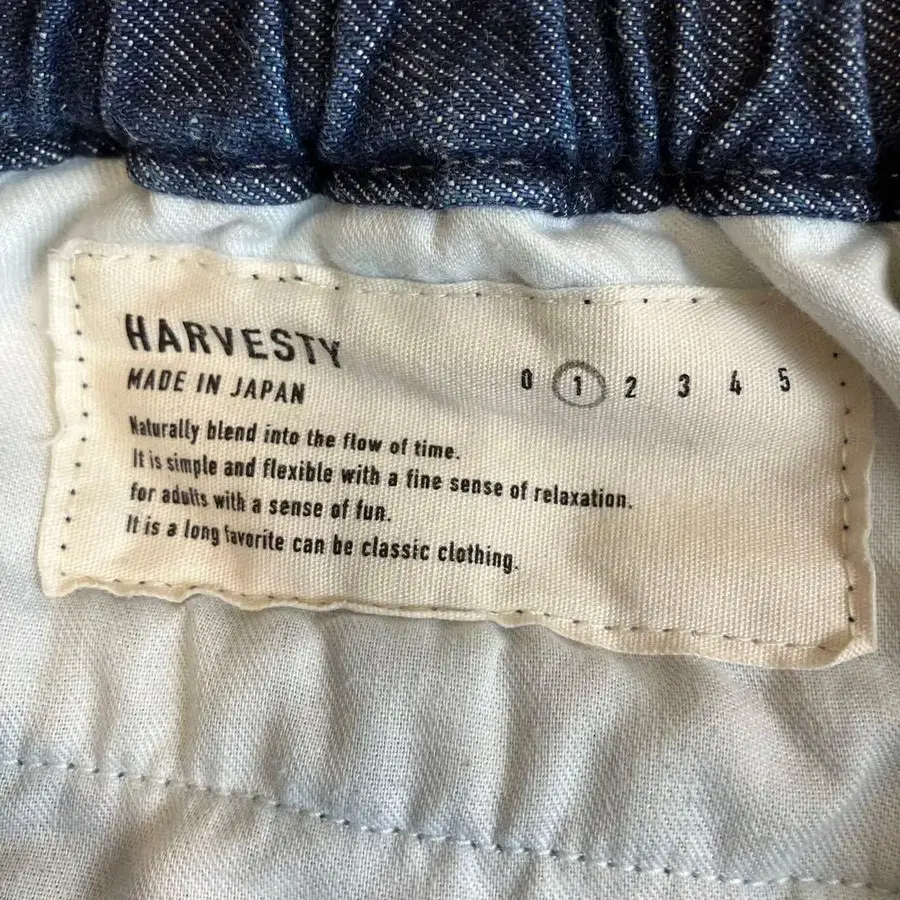 HARVESTY
MADE IN JAPAN
0 1 2 3 4 5
Naturally blend into the flow of time.
It is simple and flexible with a fine sense of relaxation.
for adults with a sense of fun.
It is a long favorite can be classic clothing.